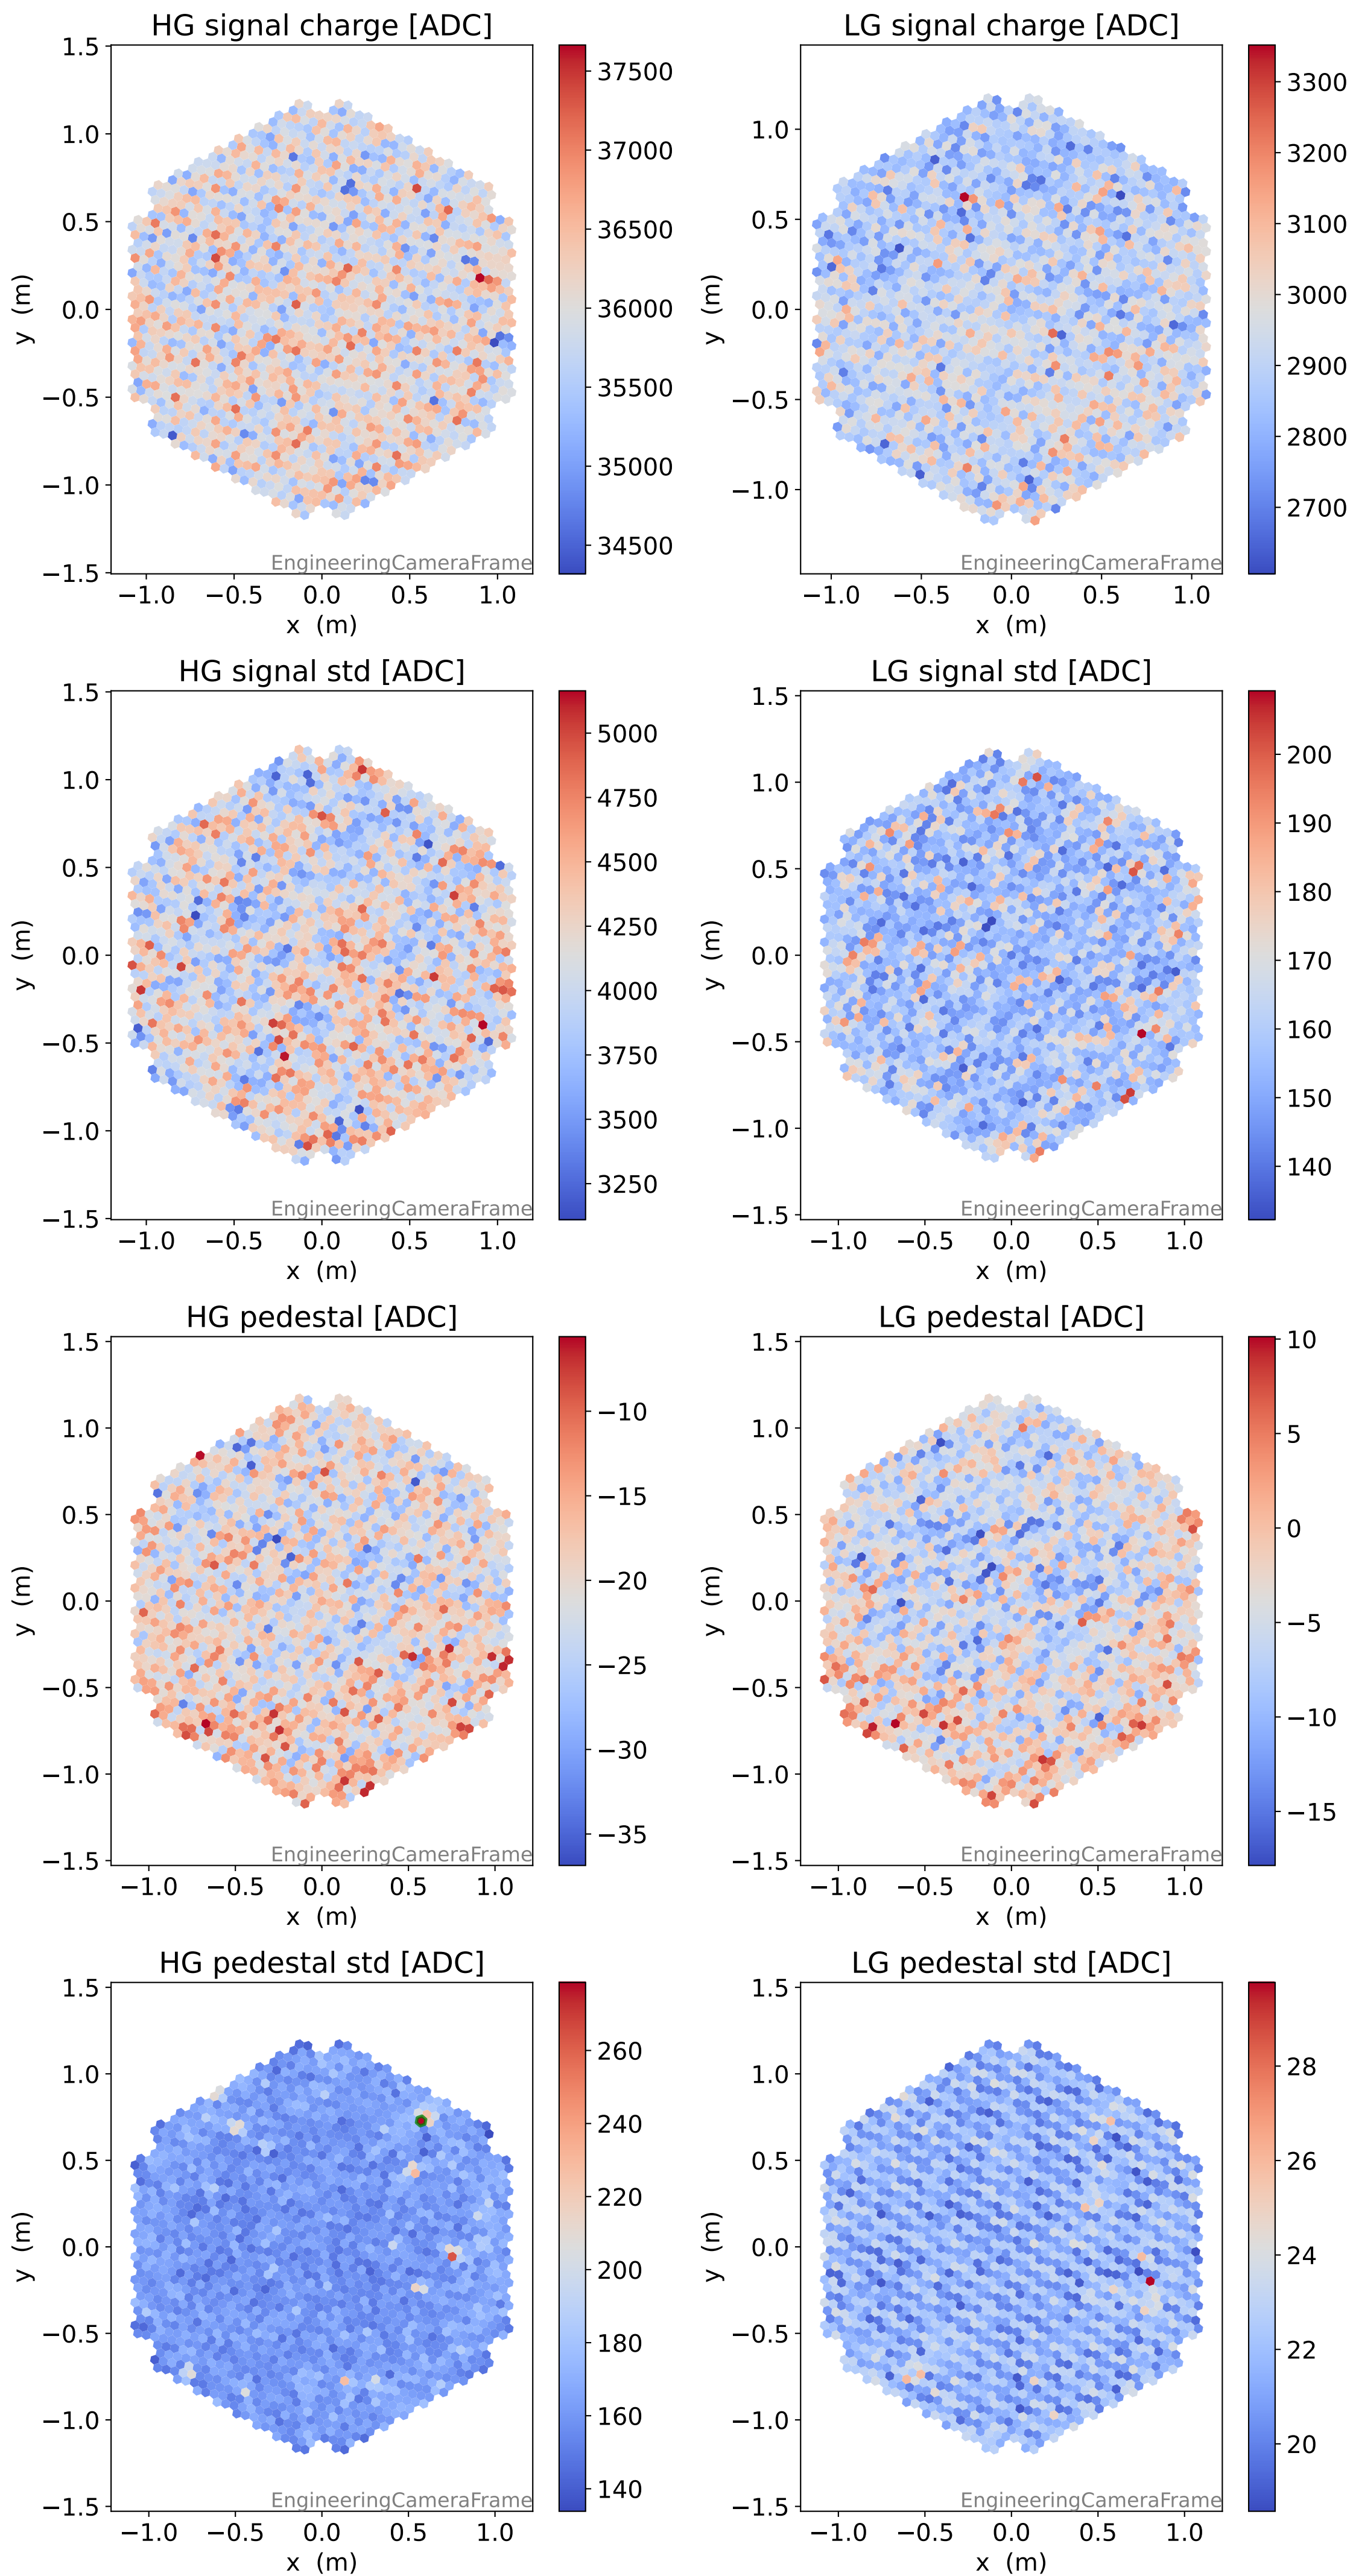 HG signal charge [ADC]
1.5
1.0
0.5
0.0
−0.5
−1.0
−1.5
y (m)
−1.0 −0.5 0.0 0.5 1.0
x (m)
EngineeringCameraFrame
37500
37000
36500
36000
35500
35000
34500
LG signal charge [ADC]
1.0
0.5
0.0
−0.5
−1.0
y (m)
−1.0 −0.5 0.0 0.5 1.0
x (m)
EngineeringCameraFrame
3300
3200
3100
3000
2900
2800
2700
HG signal std [ADC]
1.5
1.0
0.5
0.0
−0.5
−1.0
−1.5
y (m)
−1.0 −0.5 0.0 0.5 1.0
x (m)
EngineeringCameraFrame
5000
4750
4500
4250
4000
3750
3500
3250
LG signal std [ADC]
1.5
1.0
0.5
0.0
−0.5
−1.0
−1.5
y (m)
−1.0 −0.5 0.0 0.5 1.0
x (m)
EngineeringCameraFrame
200
190
180
170
160
150
140
HG pedestal [ADC]
1.5
1.0
0.5
0.0
−0.5
−1.0
−1.5
y (m)
−1.0 −0.5 0.0 0.5 1.0
x (m)
EngineeringCameraFrame
−10
−15
−20
−25
−30
−35
LG pedestal [ADC]
1.5
1.0
0.5
0.0
−0.5
−1.0
−1.5
y (m)
−1.0 −0.5 0.0 0.5 1.0
x (m)
EngineeringCameraFrame
10
5
0
−5
−10
−15
HG pedestal std [ADC]
1.5
1.0
0.5
0.0
−0.5
−1.0
−1.5
y (m)
−1.0 −0.5 0.0 0.5 1.0
x (m)
EngineeringCameraFrame
260
240
220
200
180
160
140
LG pedestal std [ADC]
1.5
1.0
0.5
0.0
−0.5
−1.0
−1.5
y (m)
−1.0 −0.5 0.0 0.5 1.0
x (m)
EngineeringCameraFrame
28
26
24
22
20